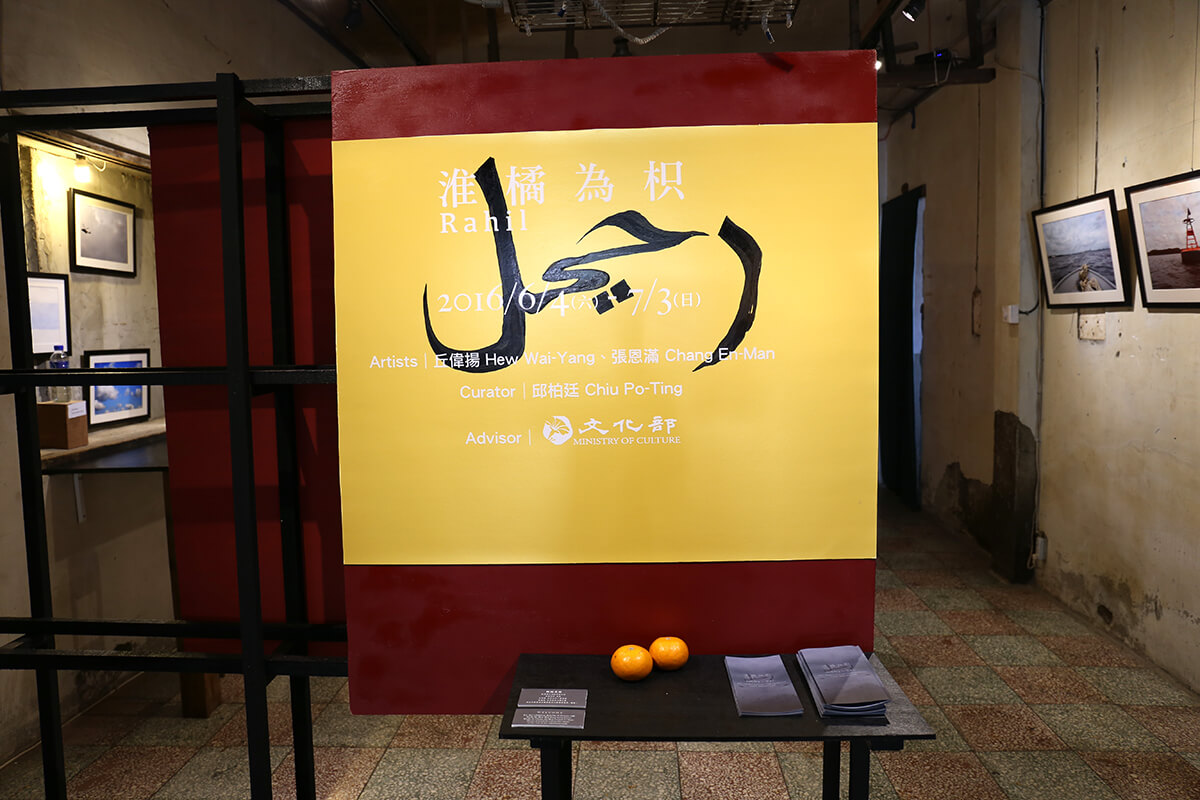 淮橘為枳
Rahil
رحيل
2016/6/4(六) - 7/3(日)
Artists｜丘偉揚 Hew Wai-Yang、張恩滿 Chang En-Man
Curator｜邱柏廷 Chiu Po-Ting
Advisor｜文化部
MINISTRY OF CULTURE